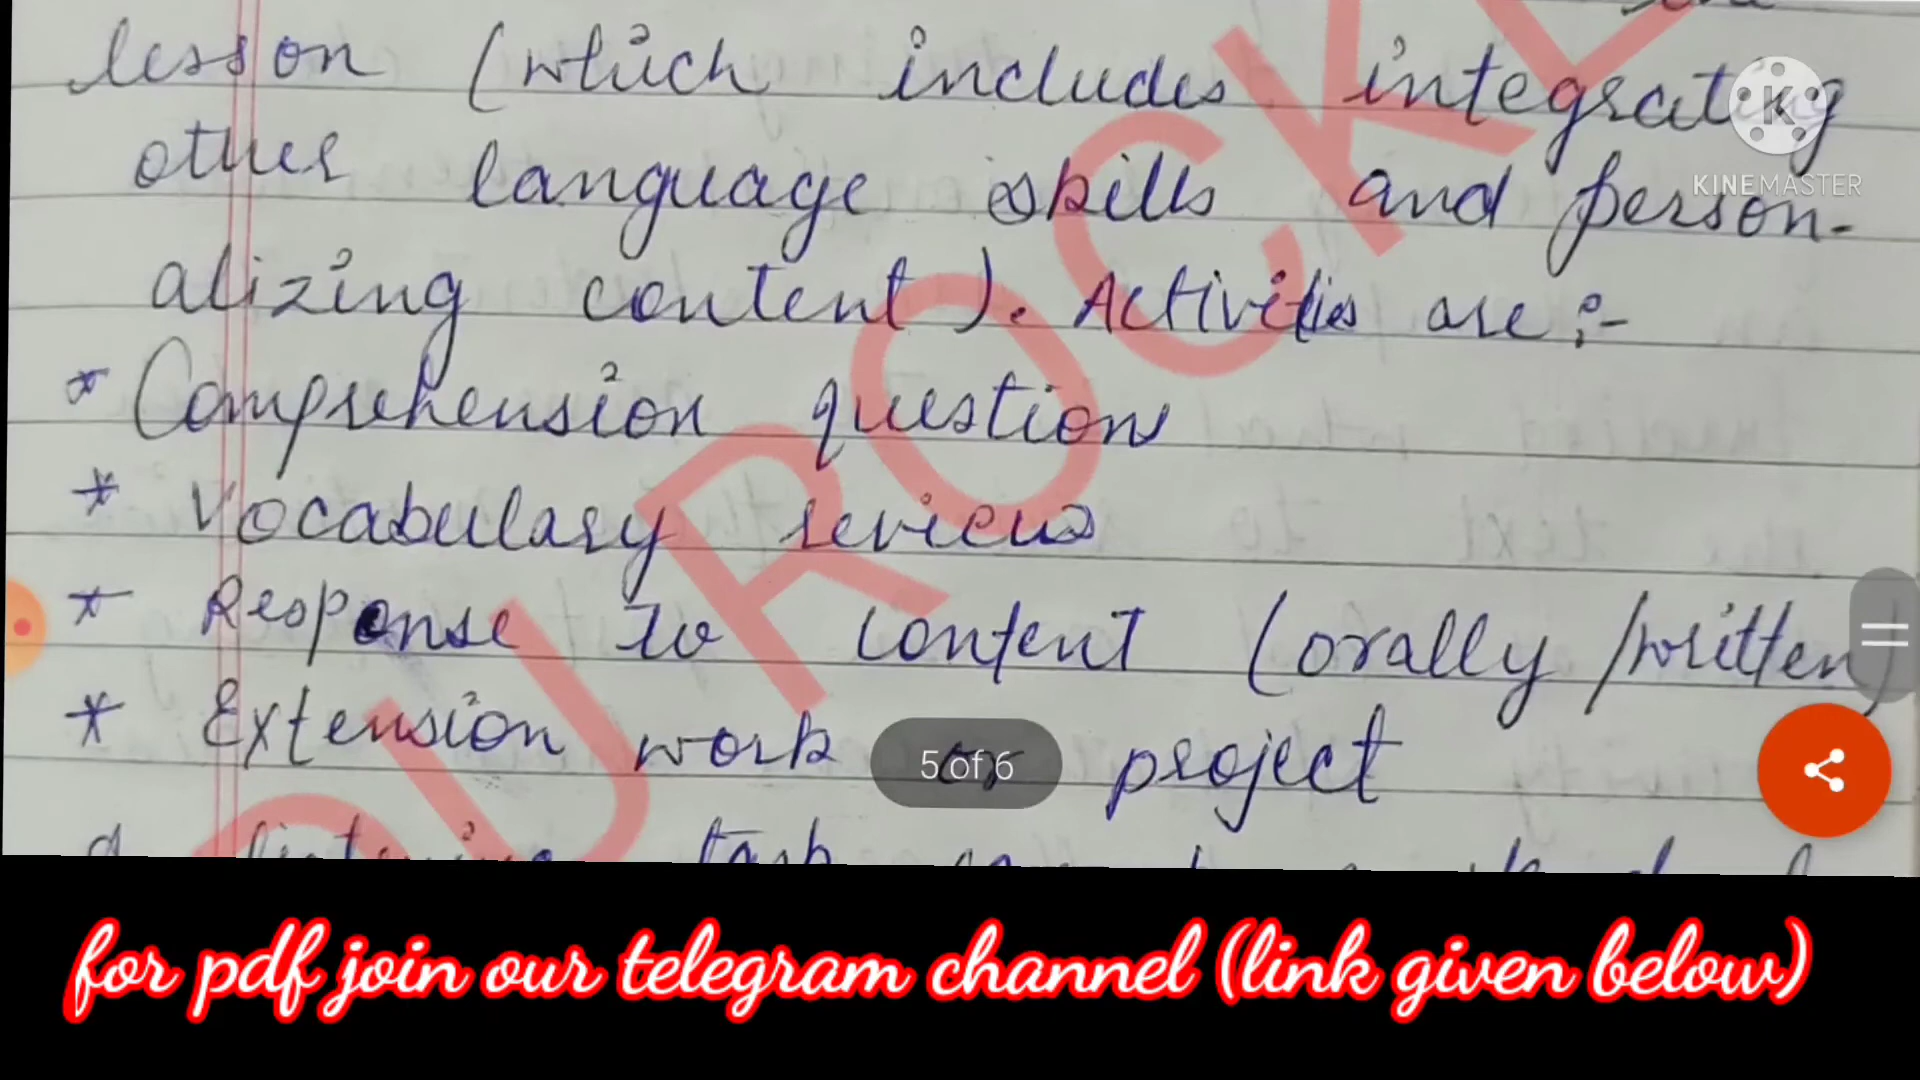 lesson (which includes integrating
other language skills and person-
alizing content). Activities are :-
* Comprehension question
* Vocabulary review
* Response to content (orally / written)
* Extension work or project
5 of 6
K
KINEMASTER
for pdf join our telegram channel (link given below)